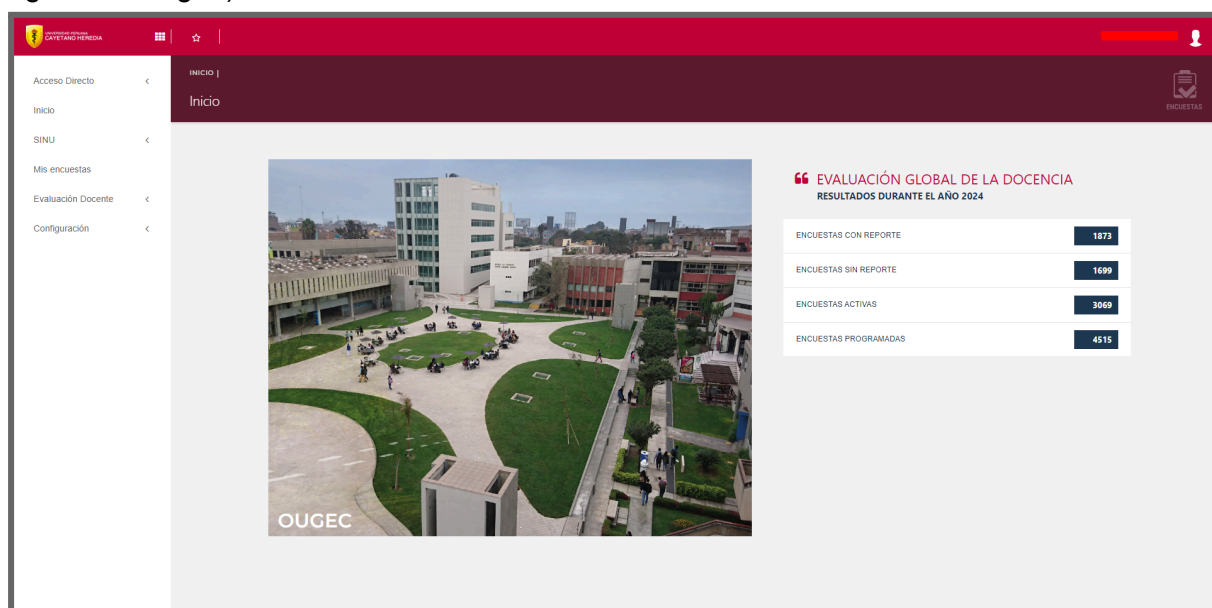 UNIVERSIDAD PERUANA
CAYETANO HEREDIA
Acceso Directo
Inicio
SINU
Mis encuestas
Evaluación Docente
Configuración
INICIO |
Inicio
ENCUESTAS
OUGEC
EVALUACIÓN GLOBAL DE LA DOCENCIA
RESULTADOS DURANTE EL AÑO 2024
ENCUESTAS CON REPORTE 1873
ENCUESTAS SIN REPORTE 1699
ENCUESTAS ACTIVAS 3069
ENCUESTAS PROGRAMADAS 4515